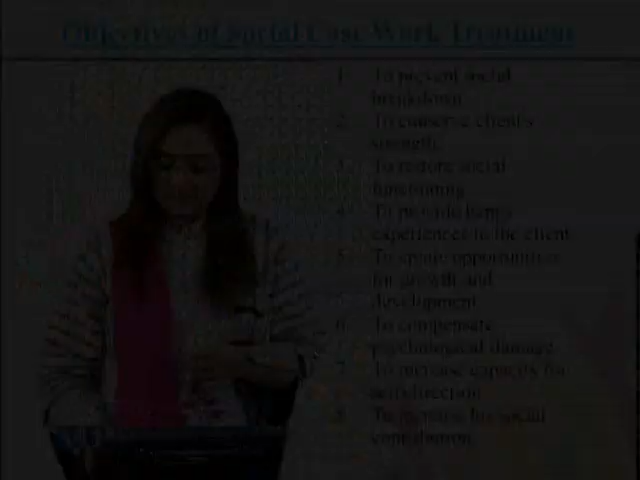 Objectives of Social Case Work Treatment
1. To prevent social
breakdown
2. To conserve client's
strength
3. To restore social
functioning
4. To provide happy
experiences to the client
5. To create opportunities
for growth and
development
6. To compensate
psychological damage
7. To increase capacity for
self-direction
8. To increase his social
contribution